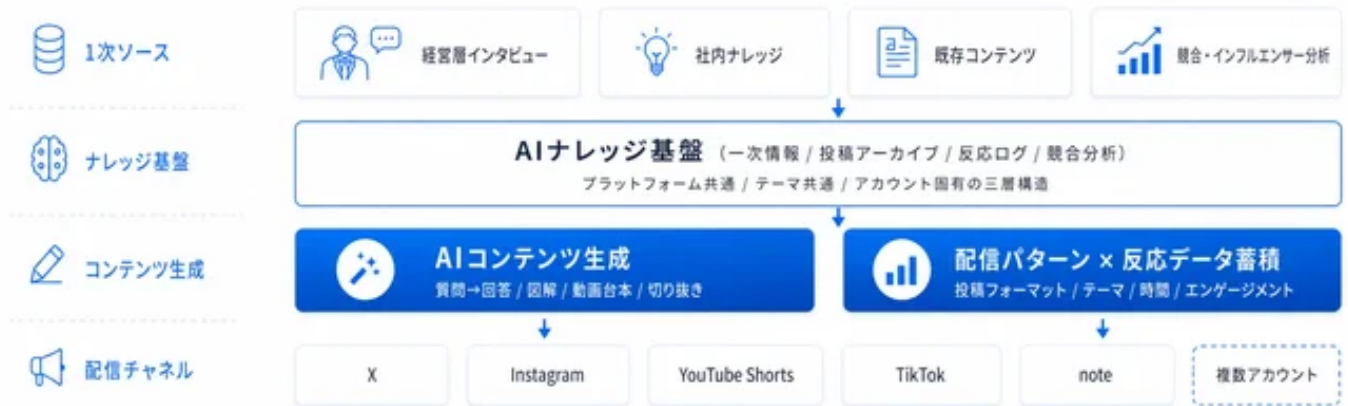 1次ソース
経営層インタビュー
社内ナレッジ
既存コンテンツ
競合・インフルエンサー分析
ナレッジ基盤
AIナレッジ基盤（一次情報 / 投稿アーカイブ / 反応ログ / 競合分析）
プラットフォーム共通 / テーマ共通 / アカウント固有の三層構造
コンテンツ生成
AIコンテンツ生成
質問→回答 / 図解 / 動画台本 / 切り抜き
配信パターン × 反応データ蓄積
投稿フォーマット / テーマ / 時間 / エンゲージメント
配信チャネル
X
Instagram
YouTube Shorts
TikTok
note
複数アカウント